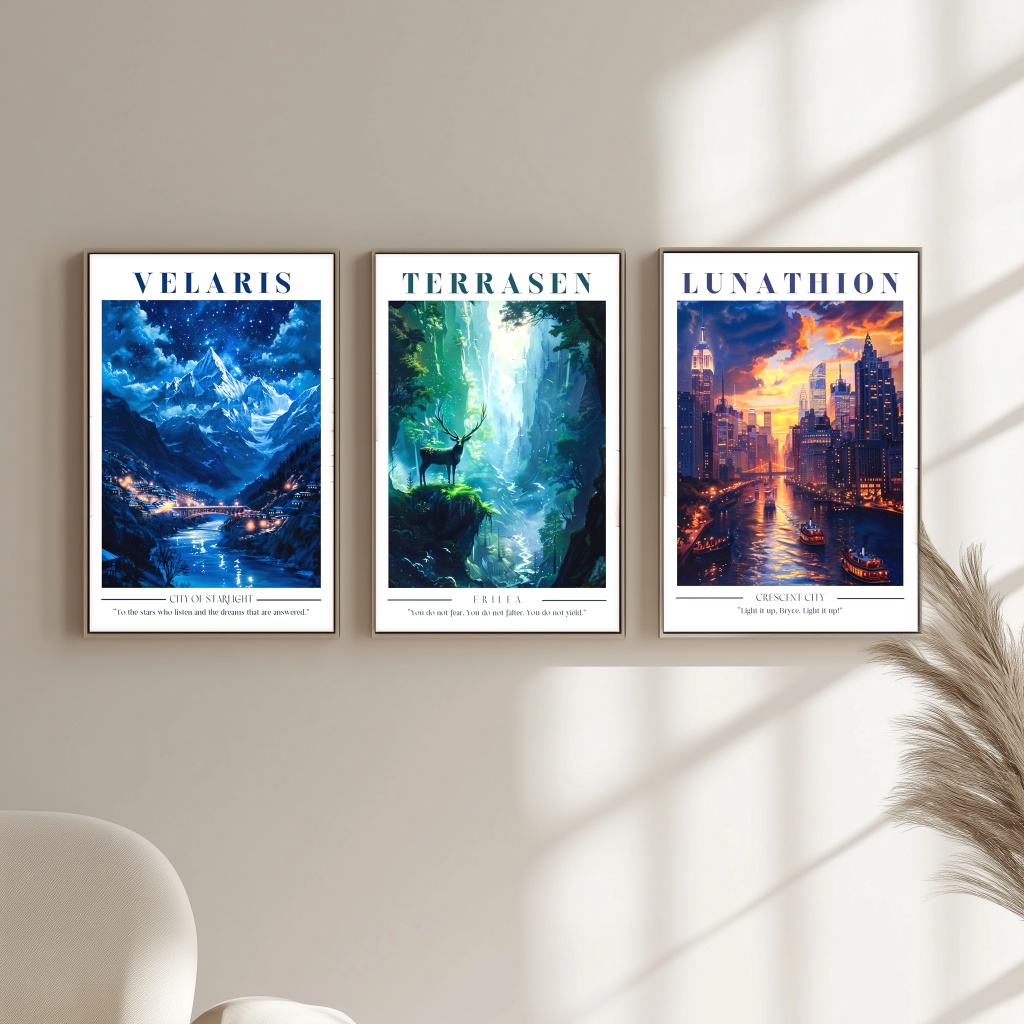 VELARIS
CITY OF STARLIGHT
"To the stars who listen and the dreams that are answered."
TERRASEN
ERILEA
"You do not fear. You do not falter. You do not yield."
LUNATHION
CRESCENT CITY
"Light it up, Bryce. Light it up!"